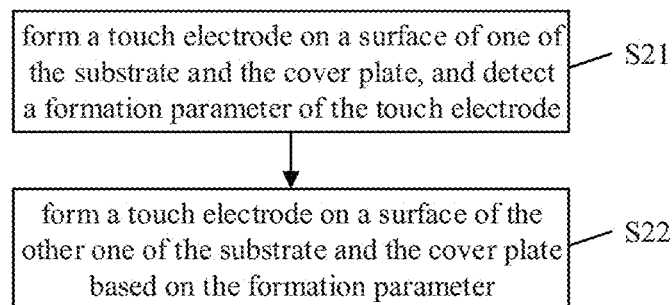 form a touch electrode on a surface of one of
the substrate and the cover plate, and detect
a formation parameter of the touch electrode
S21
form a touch electrode on a surface of the
other one of the substrate and the cover plate
based on the formation parameter
S22